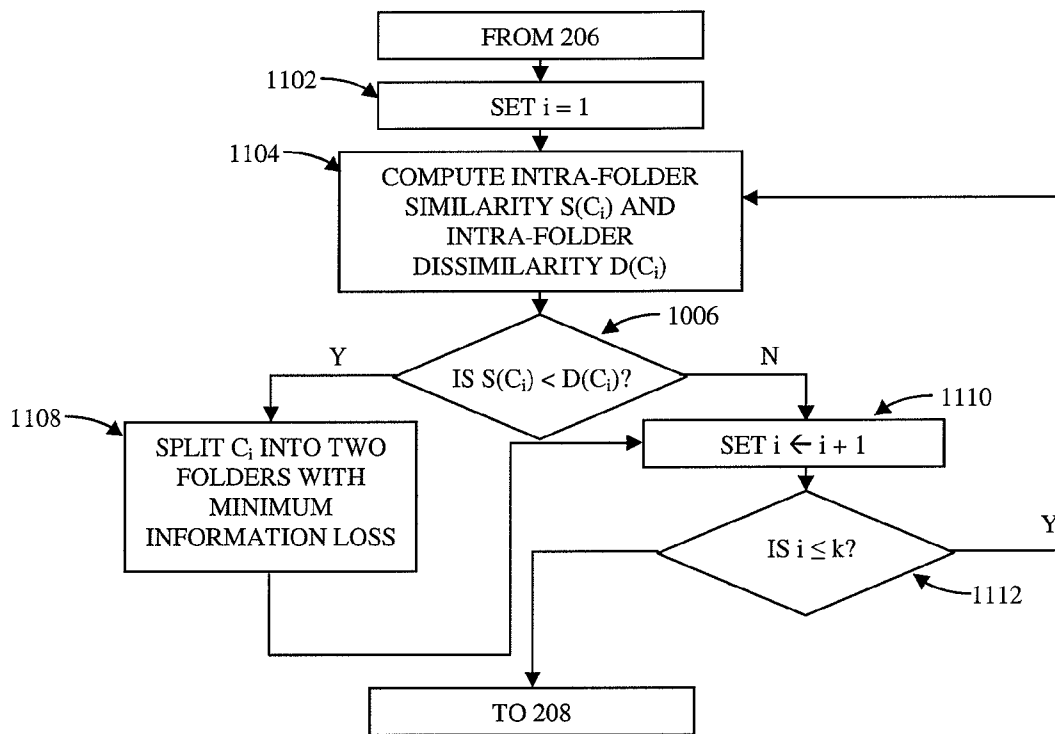 FROM 206
1102
SET i = 1
1104
COMPUTE INTRA-FOLDER
SIMILARITY S(Cᵢ) AND
INTRA-FOLDER
DISSIMILARITY D(Cᵢ)
1006
Y
N
IS S(Cᵢ) < D(Cᵢ)?
1108
1110
SPLIT Cᵢ INTO TWO
FOLDERS WITH
MINIMUM
INFORMATION LOSS
SET i ← i + 1
Y
IS i ≤ k?
1112
TO 208